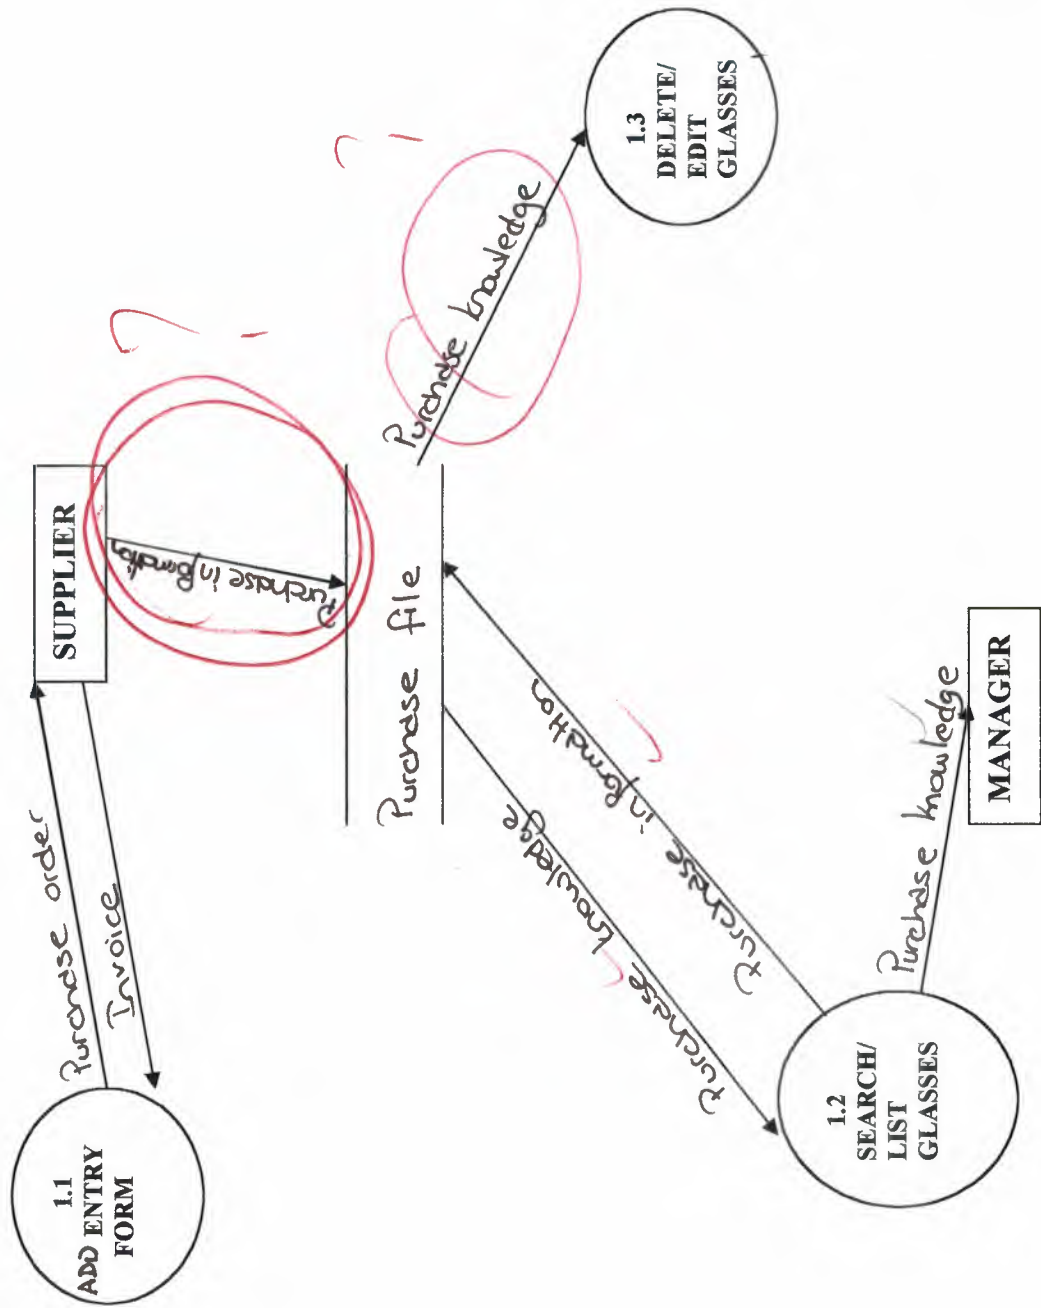 1.1
ADD ENTRY
FORM
Purchase order
Invoice
SUPPLIER
Purchase information
Purchase file
Purchase knowledge
1.3
DELETE/
EDIT
GLASSES
Purchase knowledge
Purchase information
1.2
SEARCH/
LIST
GLASSES
Purchase knowledge
MANAGER